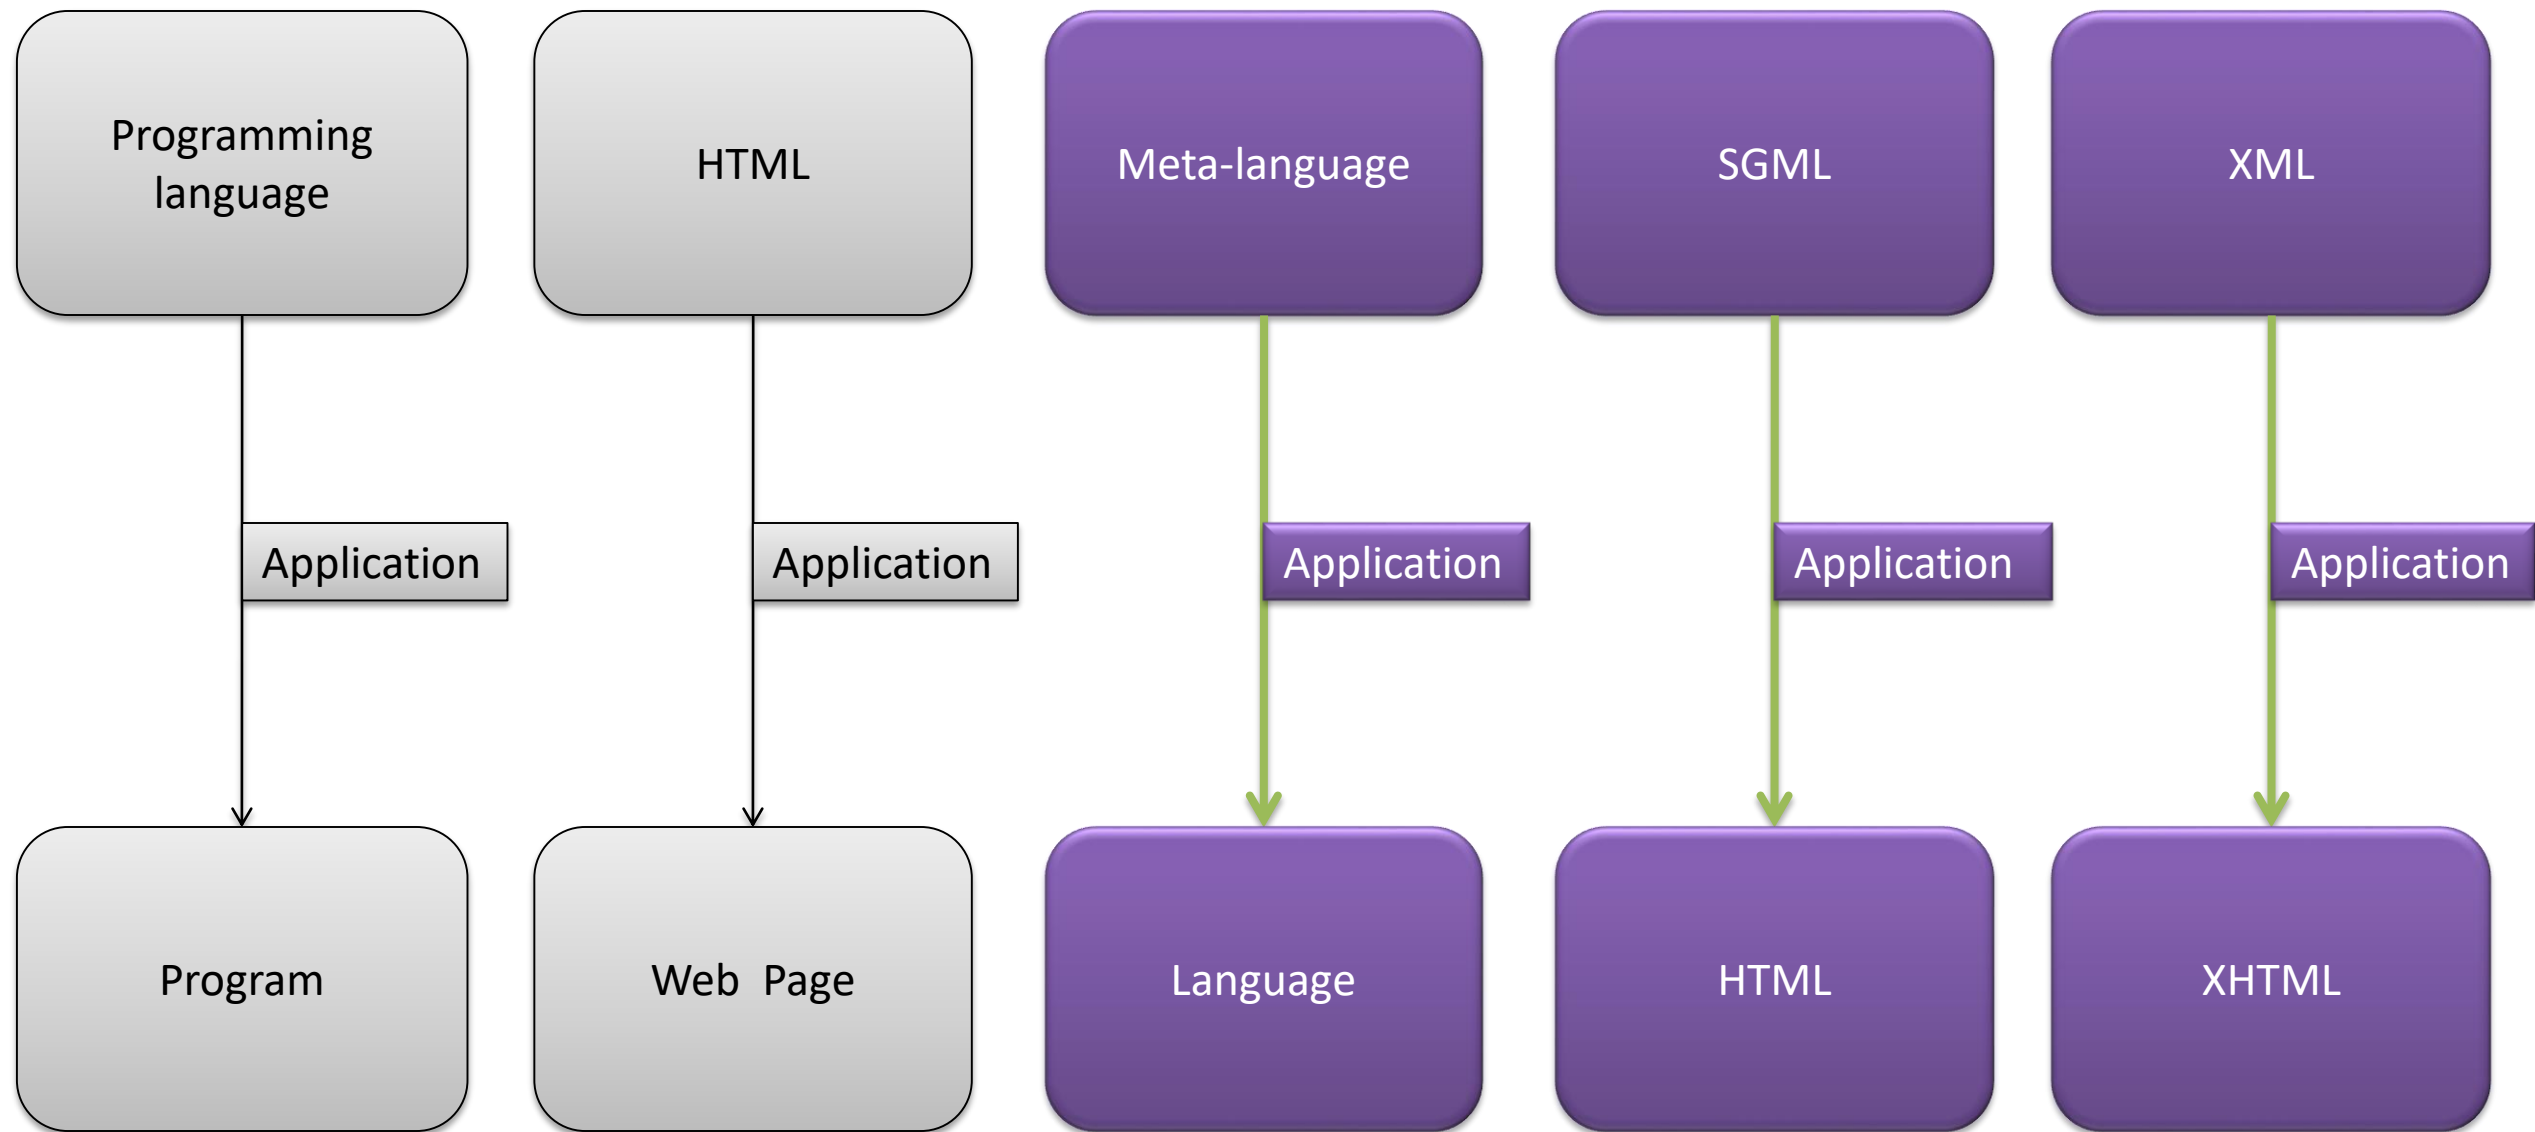 Programming
language
HTML
Meta-language
SGML
XML
Application
Application
Application
Application
Application
Program
Web  Page
Language
HTML
XHTML